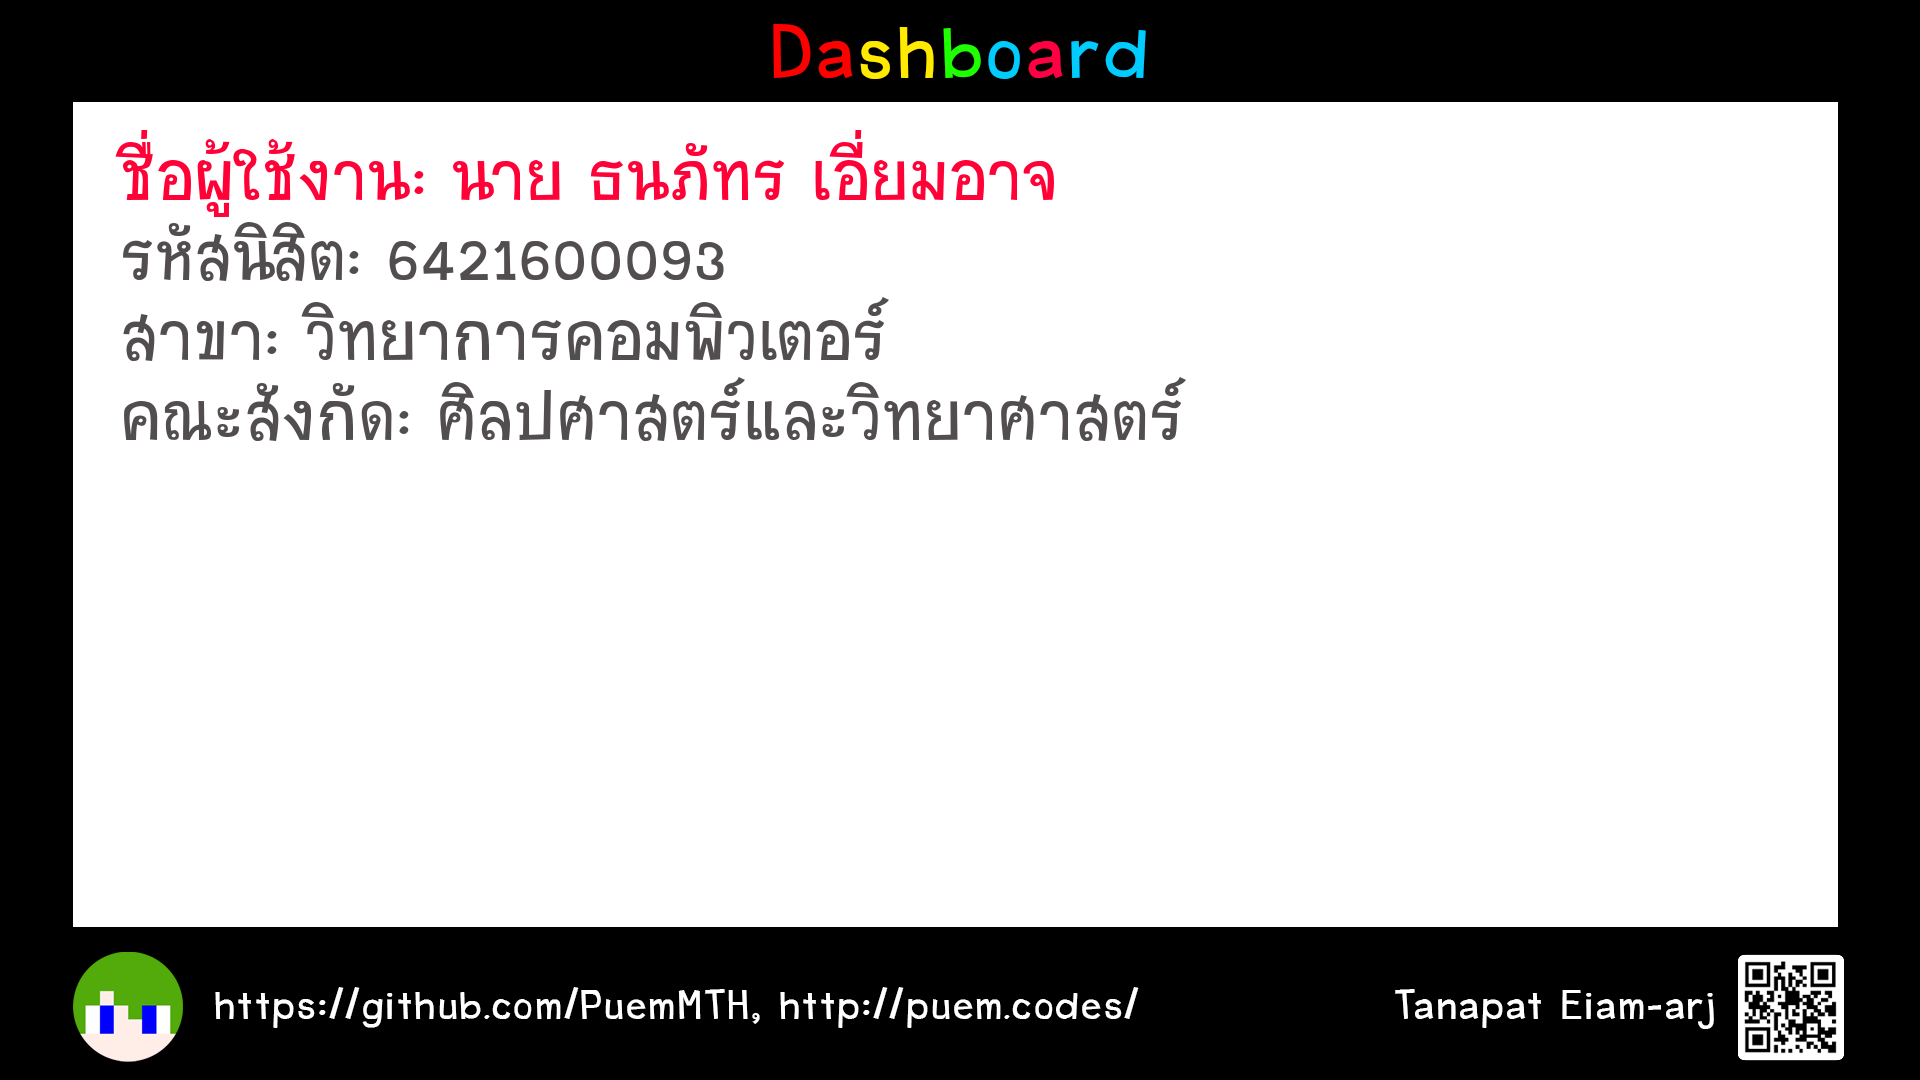 Dashboard
ชื่อผู้ใช้งาน: นาย ธนภัทร เอี่ยมอาจ
รหัสนิสิต: 6421600093
สาขา: วิทยาการคอมพิวเตอร์
คณะสังกัด: ศิลปศาสตร์และวิทยาศาสตร์
https://github.com/PuemMTH, http://puem.codes/
Tanapat Eiam-arj